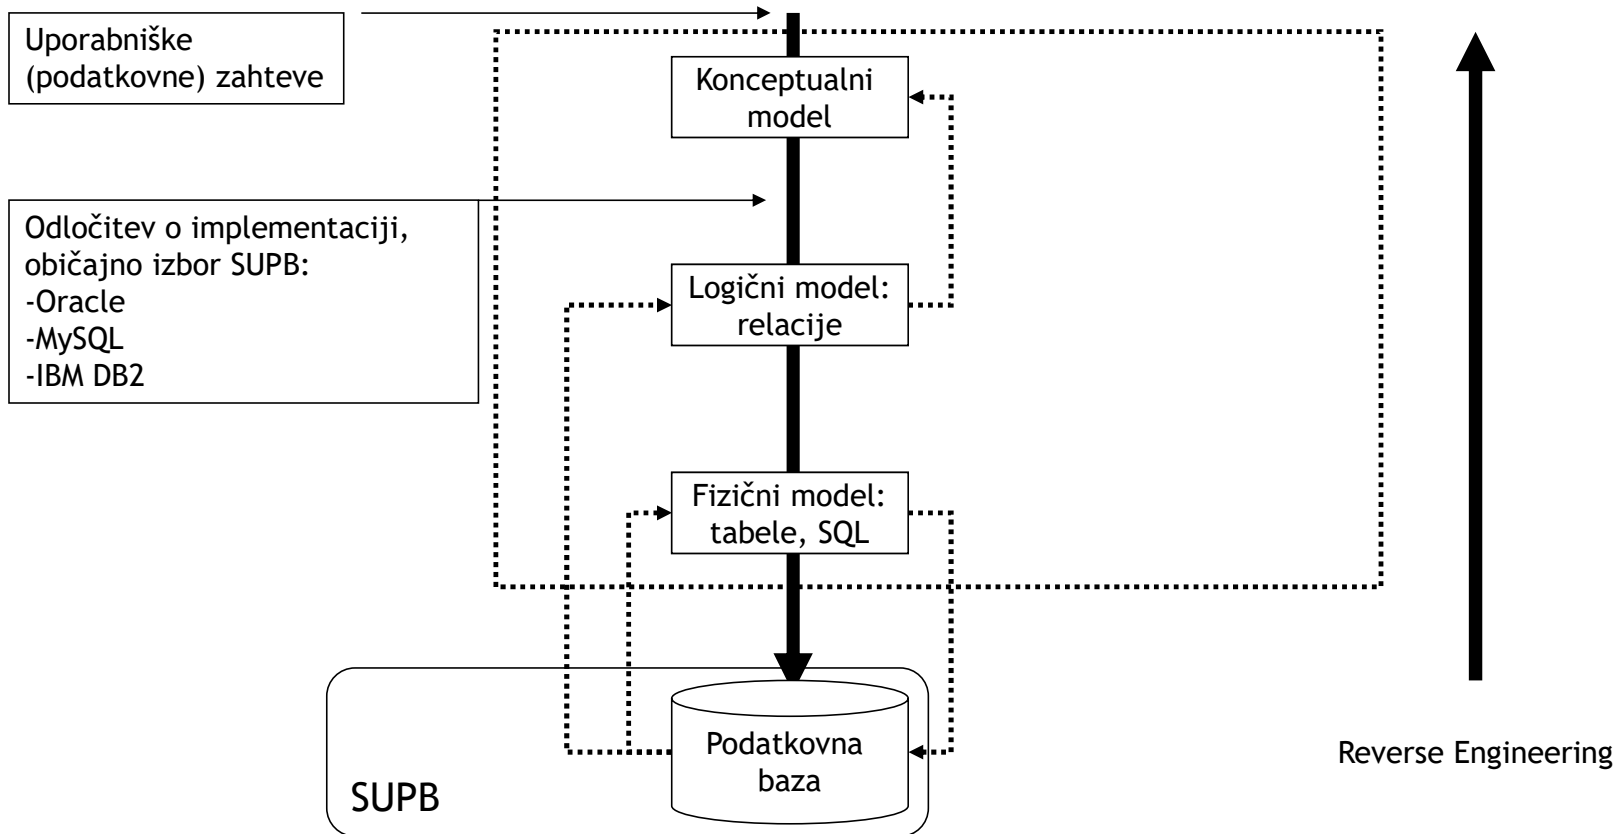 Uporabniške
(podatkovne) zahteve
Konceptualni
model
Odločitev o implementaciji,
običajno izbor SUPB:
-Oracle
-MySQL
-IBM DB2
Logični model:
relacije
Fizični model:
tabele, SQL
Podatkovna
baza
SUPB
Reverse Engineering